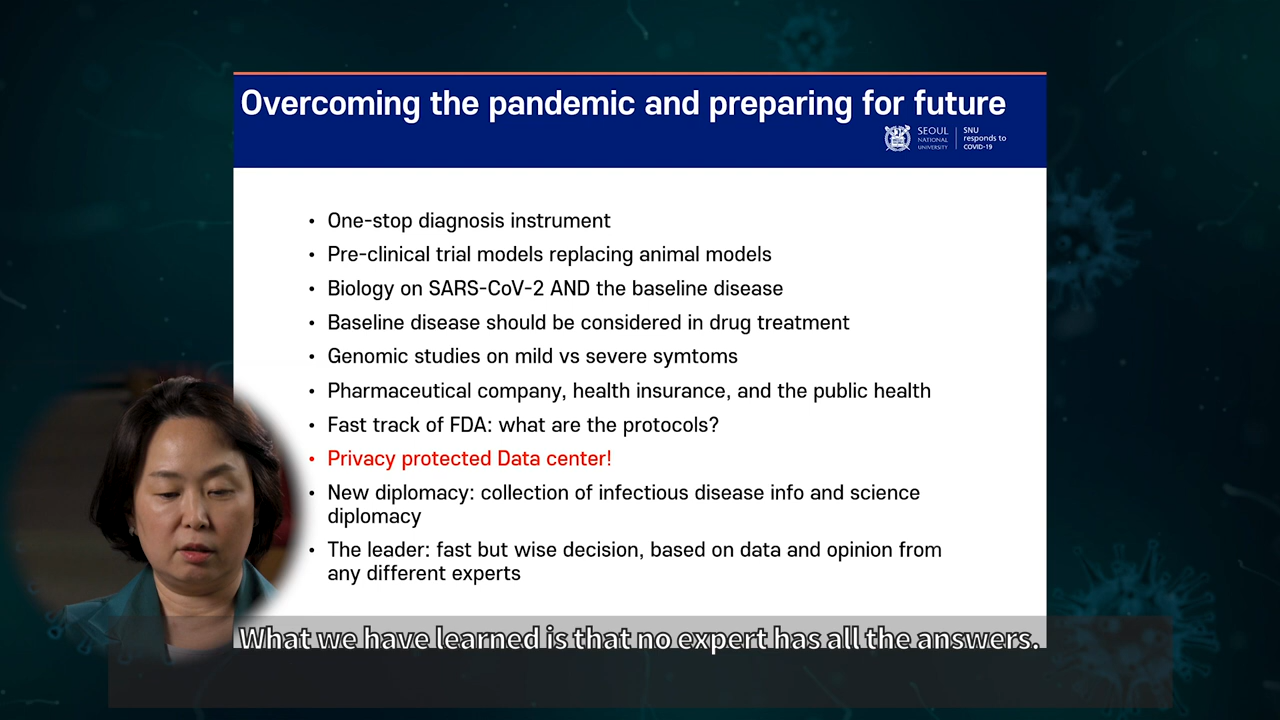 Overcoming the pandemic and preparing for future
SEOUL
NATIONAL
UNIVERSITY
SNU
responds to
COVID-19
• One-stop diagnosis instrument
• Pre-clinical trial models replacing animal models
• Biology on SARS-CoV-2 AND the baseline disease
• Baseline disease should be considered in drug treatment
• Genomic studies on mild vs severe symtoms
• Pharmaceutical company, health insurance, and the public health
• Fast track of FDA: what are the protocols?
• Privacy protected Data center!
• New diplomacy: collection of infectious disease info and science
diplomacy
• The leader: fast but wise decision, based on data and opinion from
any different experts
What we have learned is that no expert has all the answers.